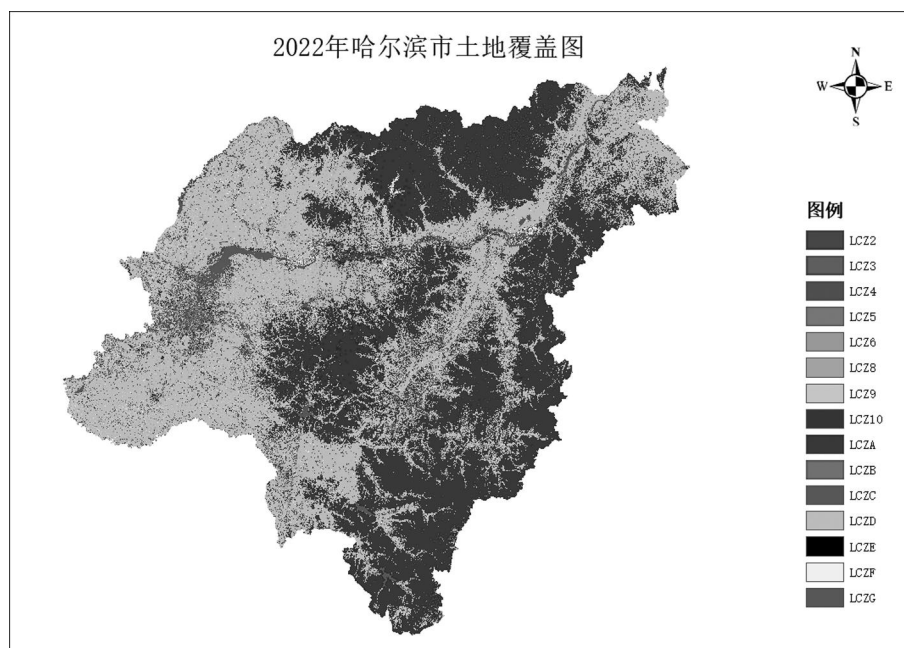 2022年哈尔滨市土地覆盖图
N
W E
S
图例
LCZ2
LCZ3
LCZ4
LCZ5
LCZ6
LCZ8
LCZ9
LCZ10
LCZA
LCZB
LCZC
LCZD
LCZE
LCZF
LCZG